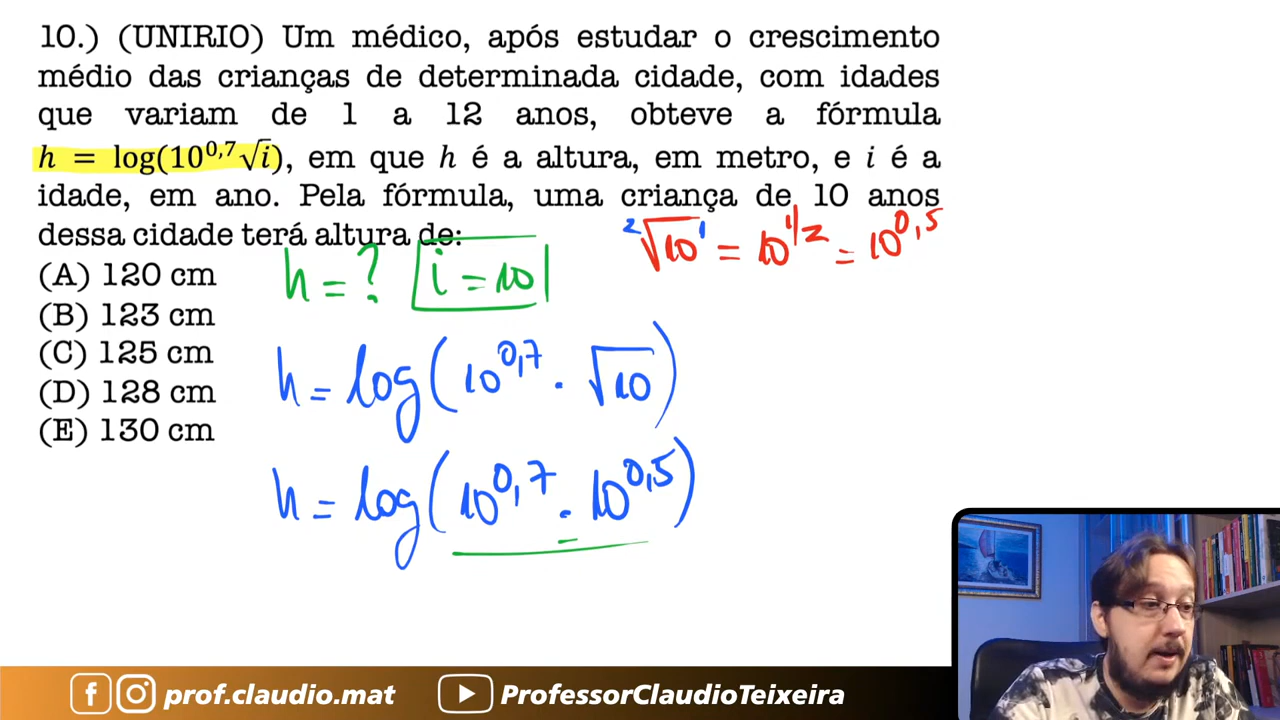 10.) (UNIRIO) Um médico, após estudar o crescimento
médio das crianças de determinada cidade, com idades
que variam de 1 a 12 anos, obteve a fórmula
h = log(10^0,7 √i), em que h é a altura, em metro, e i é a
idade, em ano. Pela fórmula, uma criança de 10 anos
dessa cidade terá altura de:
²√10¹ = 10^1/2 = 10^0,5
(A) 120 cm
(B) 123 cm
(C) 125 cm
(D) 128 cm
(E) 130 cm
h = ? i = 10
h = log(10^0,7 · √10)
h = log(10^0,7 · 10^0,5)
prof.claudio.mat
ProfessorClaudioTeixeira